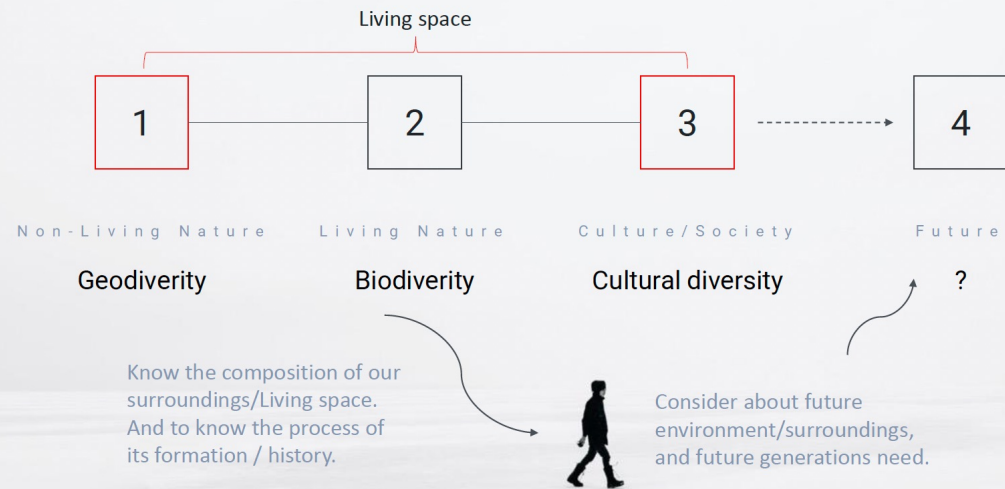 Living space
1
2
3
4
Non-Living Nature
Living Nature
Culture/Society
Future
Geodiverity
Biodiverity
Cultural diversity
?
Know the composition of our
surroundings/Living space.
And to know the process of
its formation / history.
Consider about future
environment/surroundings,
and future generations need.